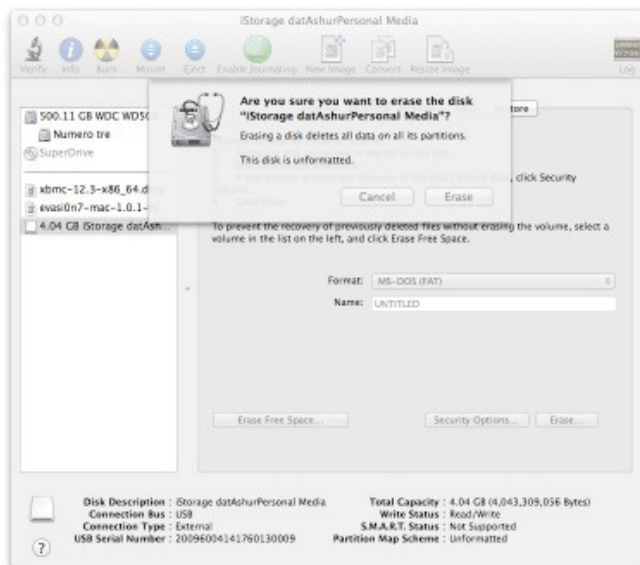 iStorage datAshurPersonal Media
Verify Info Burn Mount Eject Enable Journaling New Image Convert Resize Image Log
Are you sure you want to erase the disk
"iStorage datAshurPersonal Media"?
Erasing a disk deletes all data on all its partitions.
This disk is unformatted.
Cancel Erase
500.11 GB WDC WD50
Numero tre
SuperDrive
xbmc-12.3-x86_64.d
evasi0n7-mac-1.0.1-
4.04 GB iStorage datAsh...
click Security
To prevent the recovery of previously deleted files without erasing the volume, select a
volume in the list on the left, and click Erase Free Space.
Format: MS-DOS (FAT)
Name: UNTITLED
Erase Free Space... Security Options... Erase...
Disk Description : iStorage datAshurPersonal Media
Connection Bus : USB
Connection Type : External
USB Serial Number : 20096004141760130009
Total Capacity : 4.04 GB (4,043,309,056 Bytes)
Write Status : Read/Write
S.M.A.R.T. Status : Not Supported
Partition Map Scheme : Unformatted
?